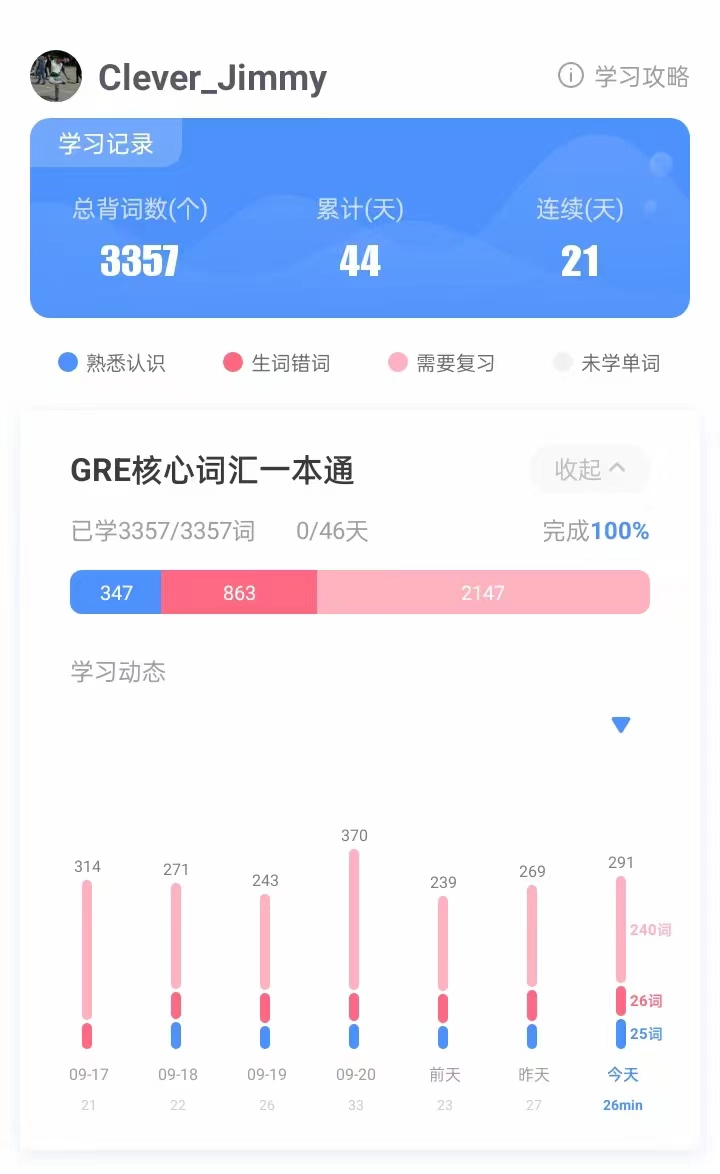 Clever_Jimmy
学习攻略
学习记录
总背词数(个) 累计(天) 连续(天)
3357 44 21
熟悉认识 生词错词 需要复习 未学单词
GRE核心词汇一本通 收起
已学3357/3357词 0/46天 完成100%
347 863 2147
学习动态
314 271 243 370 239 269 291
240词
26词
25词
09-17 09-18 09-19 09-20 前天 昨天 今天
21 22 26 33 23 27 26min